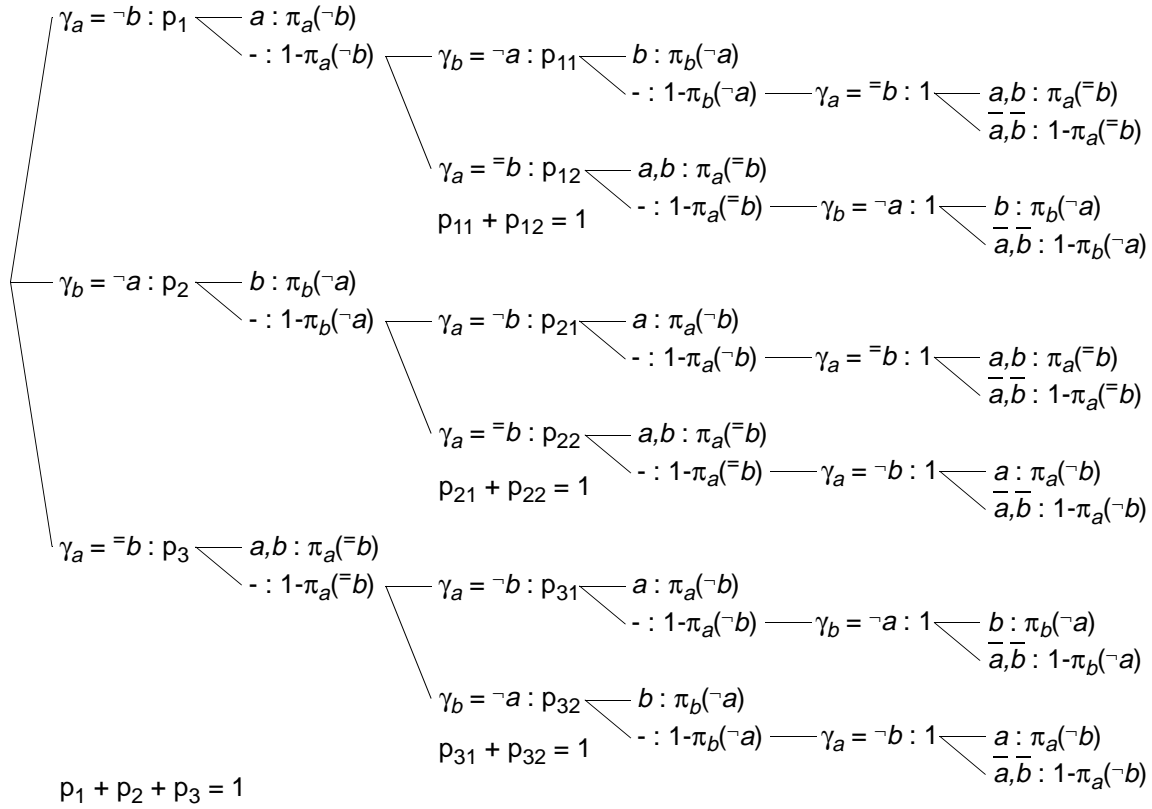 γa = ¬b : p1 a : πa(¬b)
- : 1-πa(¬b) γb = ¬a : p11 b : πb(¬a)
- : 1-πb(¬a) γa = =b : 1 a,b : πa(=b)
a̅,b̅ : 1-πa(=b)
γa = =b : p12 a,b : πa(=b)
- : 1-πa(=b) γb = ¬a : 1 b : πb(¬a)
p11 + p12 = 1 a̅,b̅ : 1-πb(¬a)
γb = ¬a : p2 b : πb(¬a)
- : 1-πb(¬a) γa = ¬b : p21 a : πa(¬b)
- : 1-πa(¬b) γa = =b : 1 a,b : πa(=b)
a̅,b̅ : 1-πa(=b)
γa = =b : p22 a,b : πa(=b)
- : 1-πa(=b) γa = ¬b : 1 a : πa(¬b)
p21 + p22 = 1 a̅,b̅ : 1-πa(¬b)
γa = =b : p3 a,b : πa(=b)
- : 1-πa(=b) γa = ¬b : p31 a : πa(¬b)
- : 1-πa(¬b) γb = ¬a : 1 b : πb(¬a)
a̅,b̅ : 1-πb(¬a)
γb = ¬a : p32 b : πb(¬a)
- : 1-πb(¬a) γa = ¬b : 1 a : πa(¬b)
p31 + p32 = 1 a̅,b̅ : 1-πa(¬b)
p1 + p2 + p3 = 1